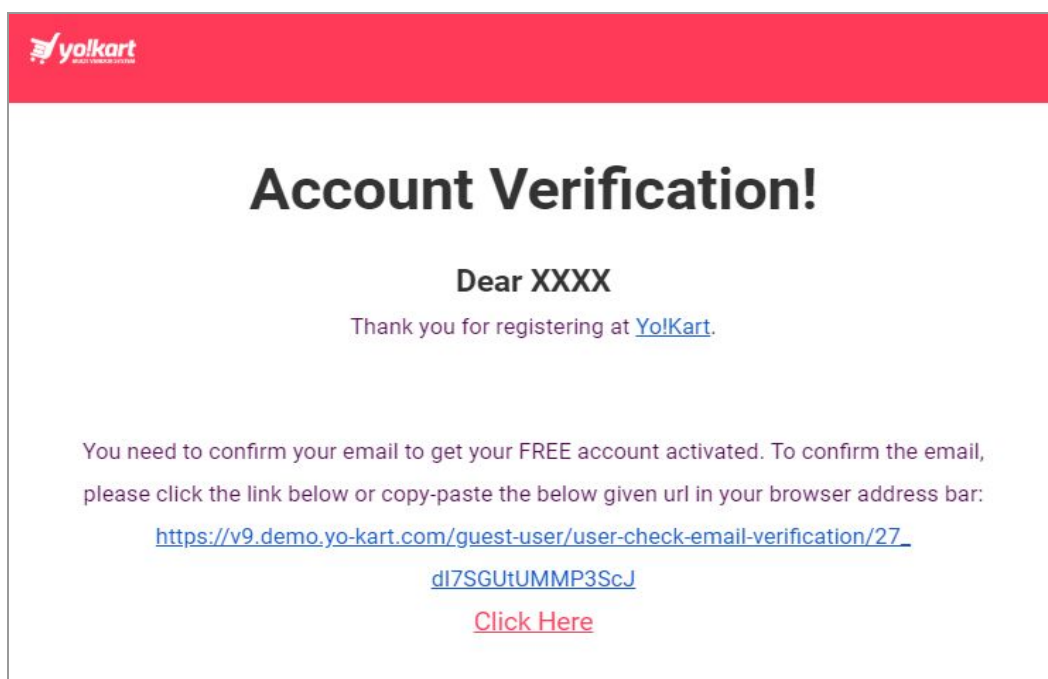 yo!kart
MULTI VENDOR SYSTEM
Account Verification!
Dear XXXX
Thank you for registering at Yo!Kart.
You need to confirm your email to get your FREE account activated. To confirm the email,
please click the link below or copy-paste the below given url in your browser address bar:
https://v9.demo.yo-kart.com/guest-user/user-check-email-verification/27_
dI7SGUtUMMP3ScJ
Click Here